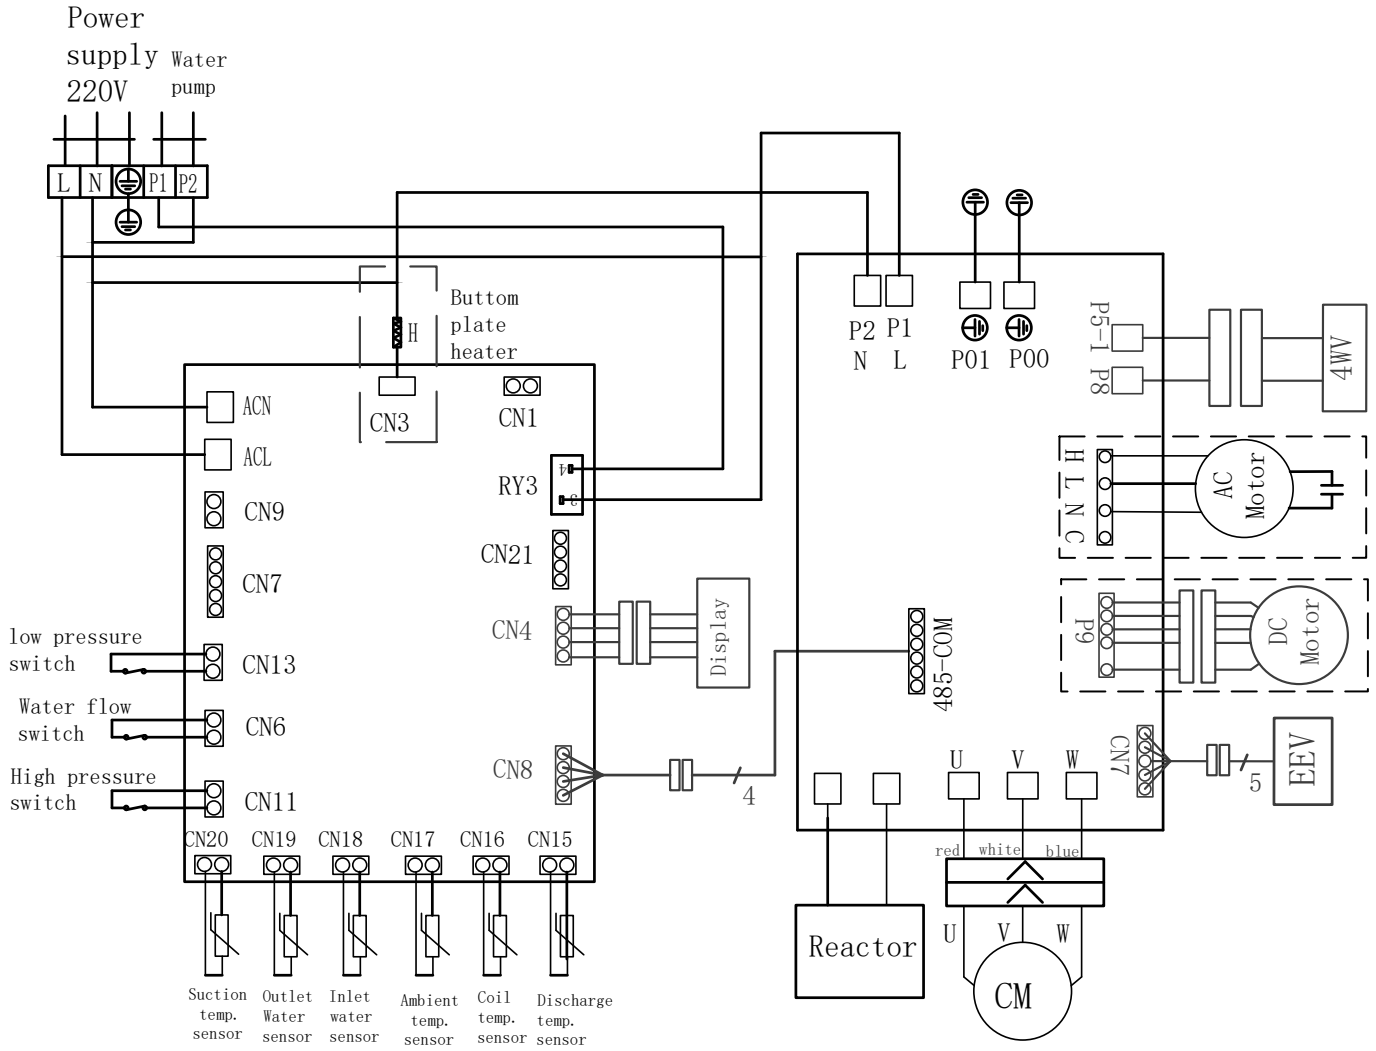 Power
supply
220V
Water
pump
L N P1 P2
Buttom
plate
heater
H
CN3
CN1
ACN
ACL
RY3
4
3
CN9
CN21
CN7
CN4
Display
low pressure
switch
CN13
Water flow
switch
CN6
High pressure
switch
CN11
CN8
4
CN20 CN19 CN18 CN17 CN16 CN15
Suction
temp.
sensor
Outlet
Water
sensor
Inlet
water
sensor
Ambient
temp.
sensor
Coil
temp.
sensor
Discharge
temp.
sensor
P2 P1
N L
P01 P00
P5-1
P8
4WV
H L N C
AC
Motor
P9
DC
Motor
485-COM
CN7
5
EEV
U V W
red white blue
Reactor
U V W
CM